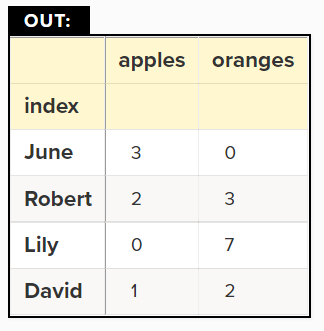 OUT:
apples oranges
index
June 3 0
Robert 2 3
Lily 0 7
David 1 2